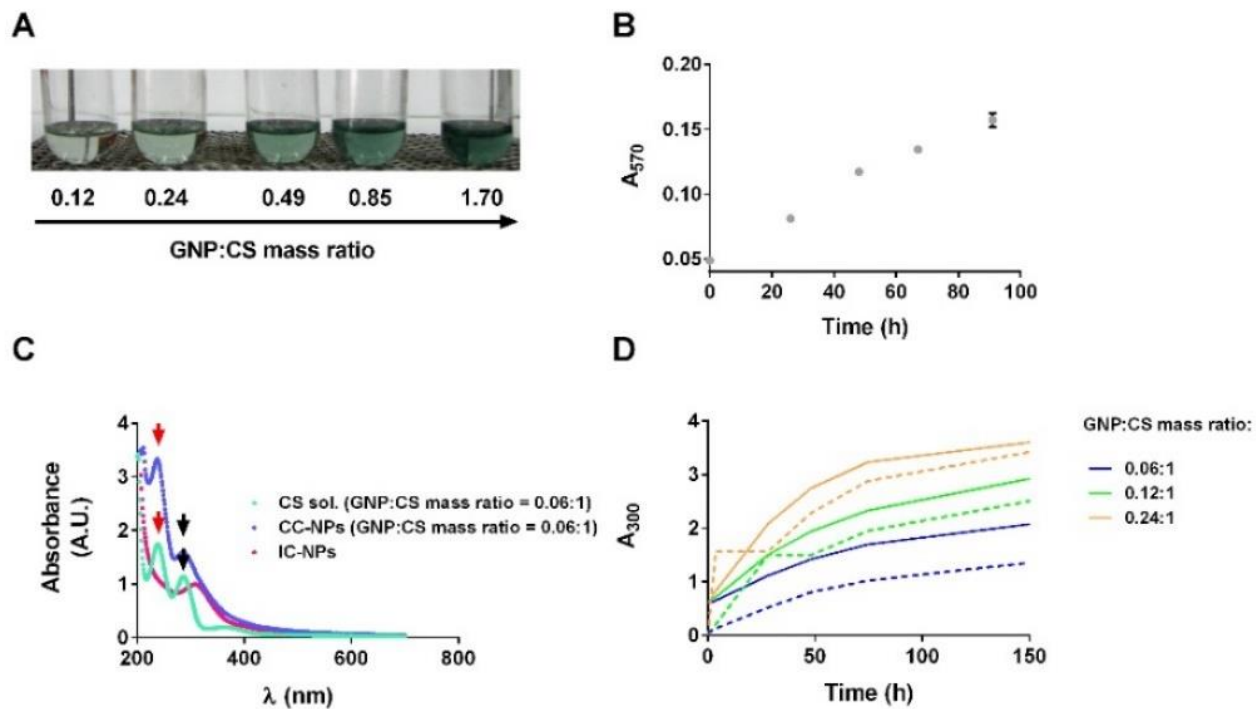 A
0.12 0.24 0.49 0.85 1.70
GNP:CS mass ratio
B
0.20
0.15
0.10
0.05
A570
0 20 40 60 80 100
Time (h)
C
4
3
2
1
0
Absorbance
(A.U.)
200 400 600 800
λ (nm)
CS sol. (GNP:CS mass ratio = 0.06:1)
CC-NPs (GNP:CS mass ratio = 0.06:1)
IC-NPs
D
4
3
2
1
0
A300
0 50 100 150
Time (h)
GNP:CS mass ratio:
0.06:1
0.12:1
0.24:1